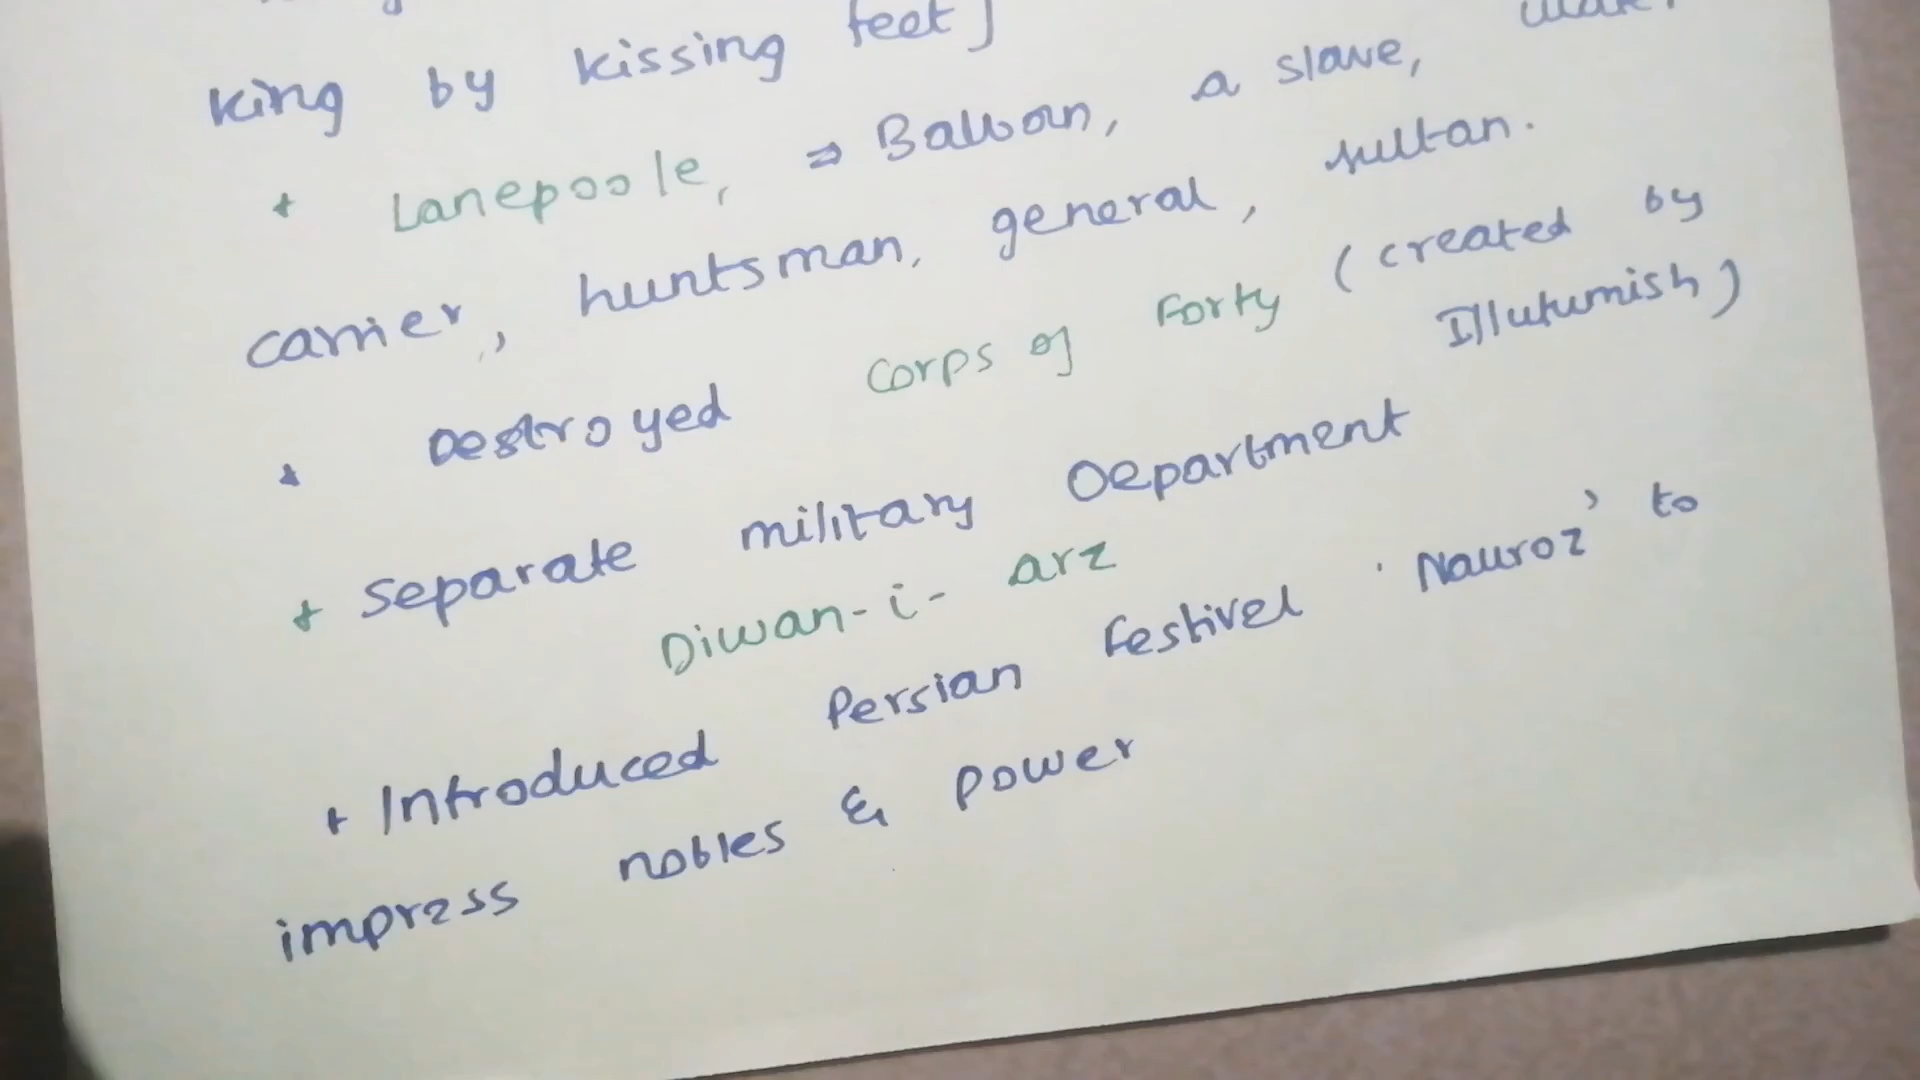 king by kissing feet]
+ Lanepoole, ⇒ Balban, a slave,
carrier, huntsman, general, sultan.
+ Destroyed corps of Forty (created by
Illutumish)
+ separate military Department
Diwan-i-arz
+ Introduced Persian Festivel 'Nauroz' to
impress nobles & power